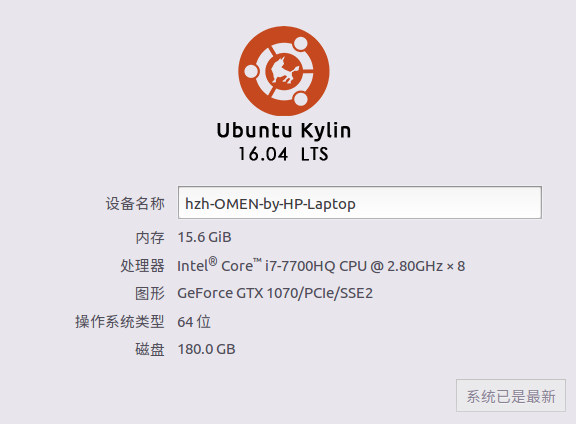 Ubuntu Kylin
16.04 LTS
设备名称 hzh-OMEN-by-HP-Laptop
内存 15.6 GiB
处理器 Intel® Core™ i7-7700HQ CPU @ 2.80GHz × 8
图形 GeForce GTX 1070/PCIe/SSE2
操作系统类型 64 位
磁盘 180.0 GB
系统已是最新